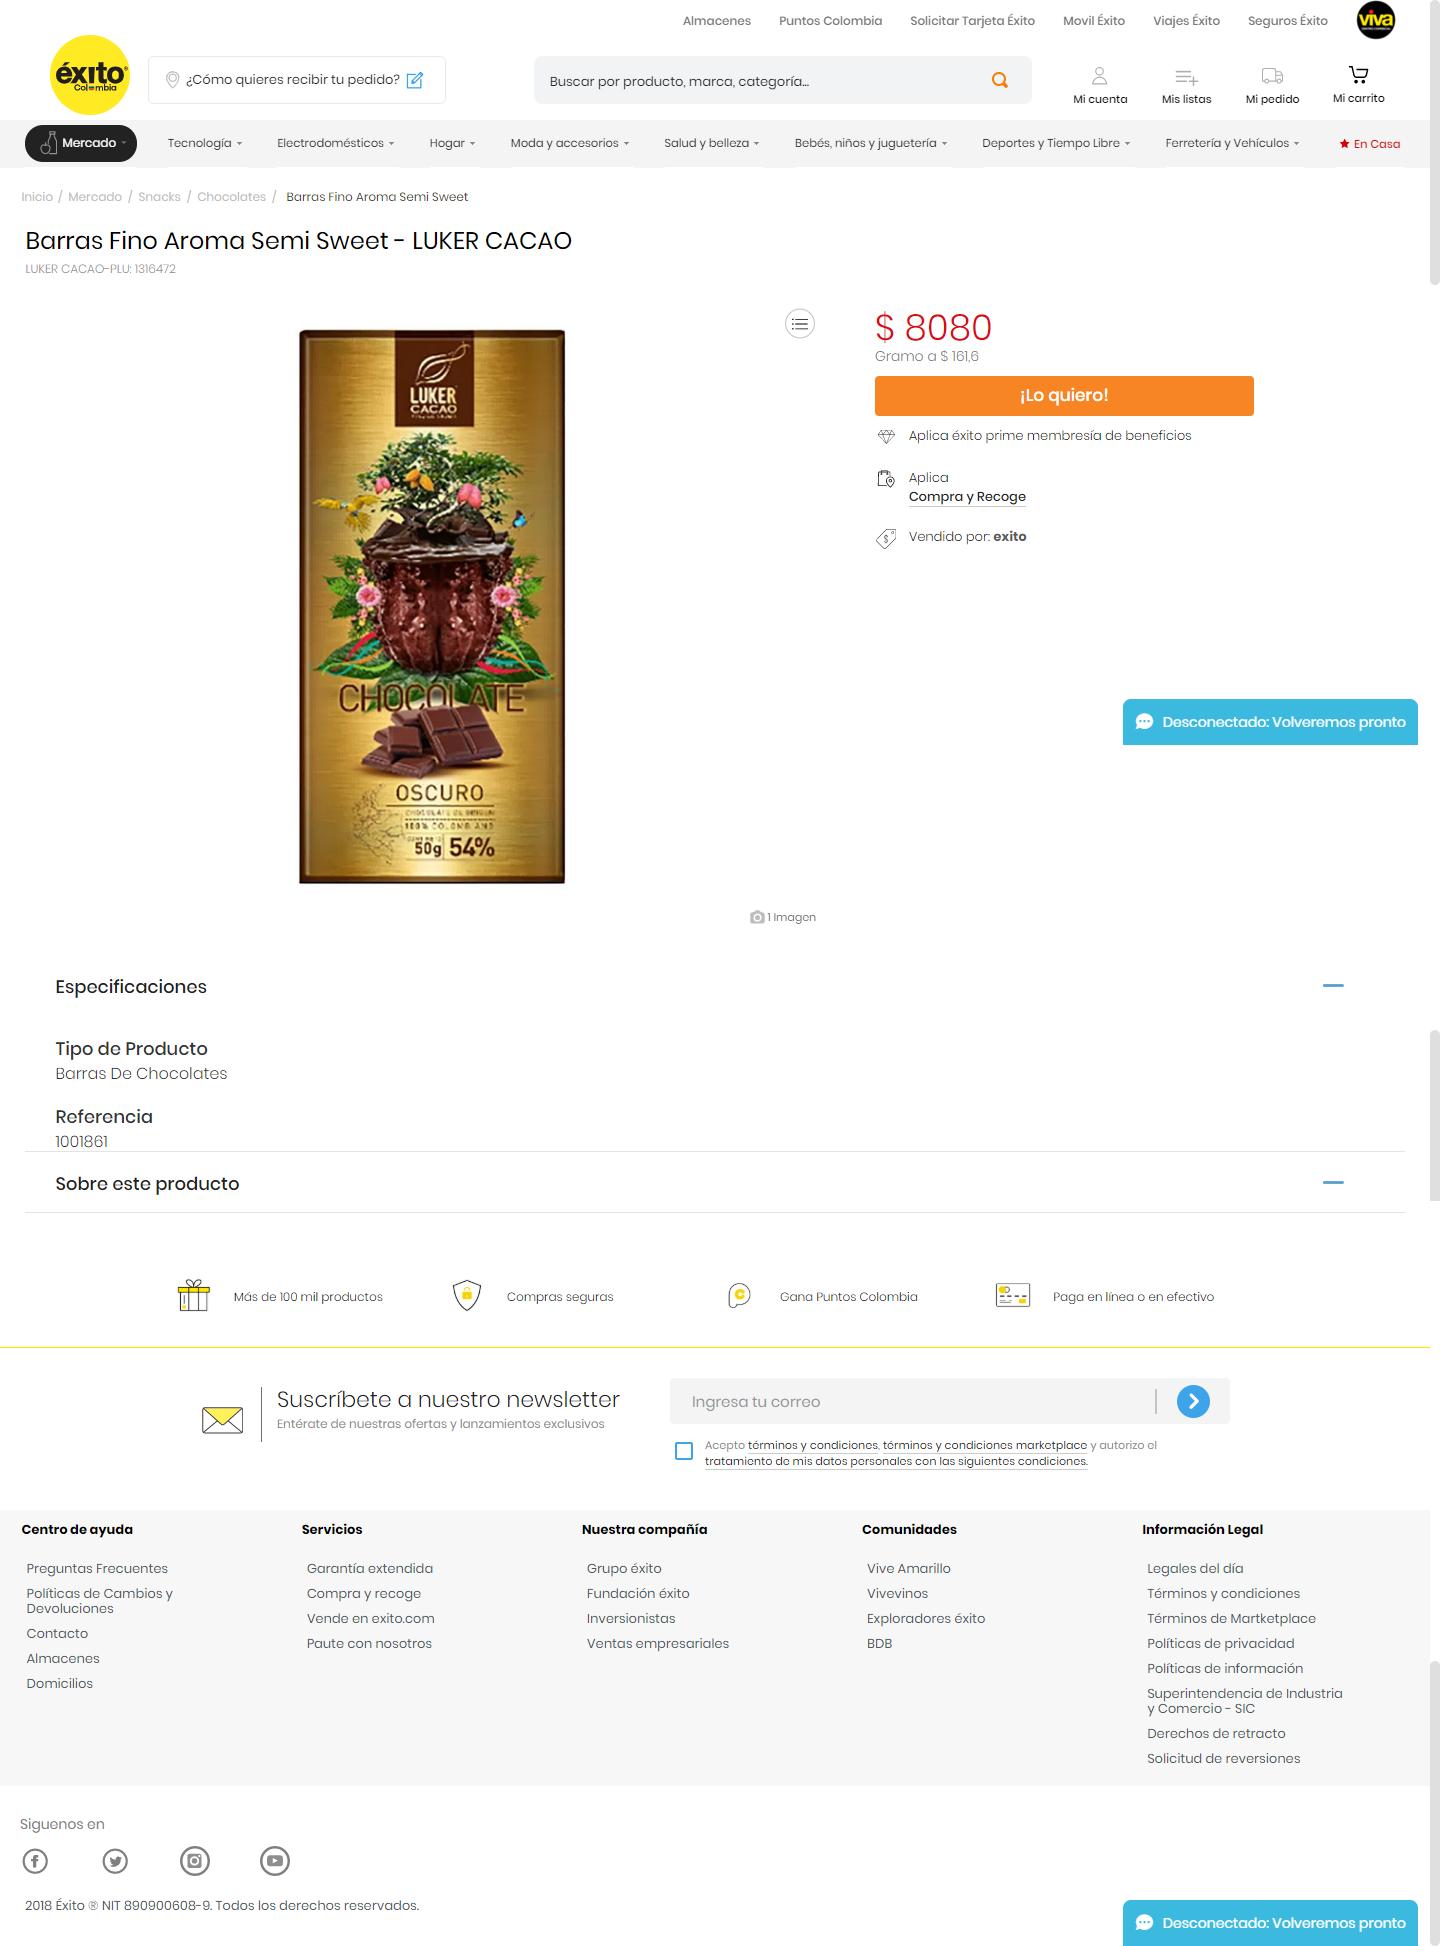 Almacenes Puntos Colombia Solicitar Tarjeta Éxito Movil Éxito Viajes Éxito Seguros Éxito viva
éxito
Colombia
¿Cómo quieres recibir tu pedido?
Buscar por producto, marca, categoría...
Mi cuenta Mis listas Mi pedido Mi carrito
Mercado Tecnología Electrodomésticos Hogar Moda y accesorios Salud y belleza Bebés, niños y juguetería Deportes y Tiempo Libre Ferretería y Vehículos En Casa
Inicio / Mercado / Snacks / Chocolates / Barras Fino Aroma Semi Sweet
Barras Fino Aroma Semi Sweet - LUKER CACAO
LUKER CACAO-PLU: 1316472
LUKER
CACAO
CHOCOLATE
OSCURO
CHOCOLATE DE ORIGEN
100% COLOMBIANO
50g 54%
1 Imagen
$ 8080
Gramo a $ 161,6
¡Lo quiero!
Aplica éxito prime membresía de beneficios
Aplica
Compra y Recoge
Vendido por: exito
Desconectado: Volveremos pronto
Especificaciones
Tipo de Producto
Barras De Chocolates
Referencia
1001861
Sobre este producto
Más de 100 mil productos
Compras seguras
Gana Puntos Colombia
Paga en línea o en efectivo
Suscríbete a nuestro newsletter
Entérate de nuestras ofertas y lanzamientos exclusivos
Ingresa tu correo
Acepto términos y condiciones, términos y condiciones marketplace y autorizo el
tratamiento de mis datos personales con las siguientes condiciones.
Centro de ayuda
Preguntas Frecuentes
Políticas de Cambios y
Devoluciones
Contacto
Almacenes
Domicilios
Servicios
Garantía extendida
Compra y recoge
Vende en exito.com
Paute con nosotros
Nuestra compañía
Grupo éxito
Fundación éxito
Inversionistas
Ventas empresariales
Comunidades
Vive Amarillo
Vivevinos
Exploradores éxito
BDB
Información Legal
Legales del día
Términos y condiciones
Términos de Martketplace
Políticas de privacidad
Políticas de información
Superintendencia de Industria
y Comercio - SIC
Derechos de retracto
Solicitud de reversiones
Siguenos en
2018 Éxito ® NIT 890900608-9. Todos los derechos reservados.
Desconectado: Volveremos pronto